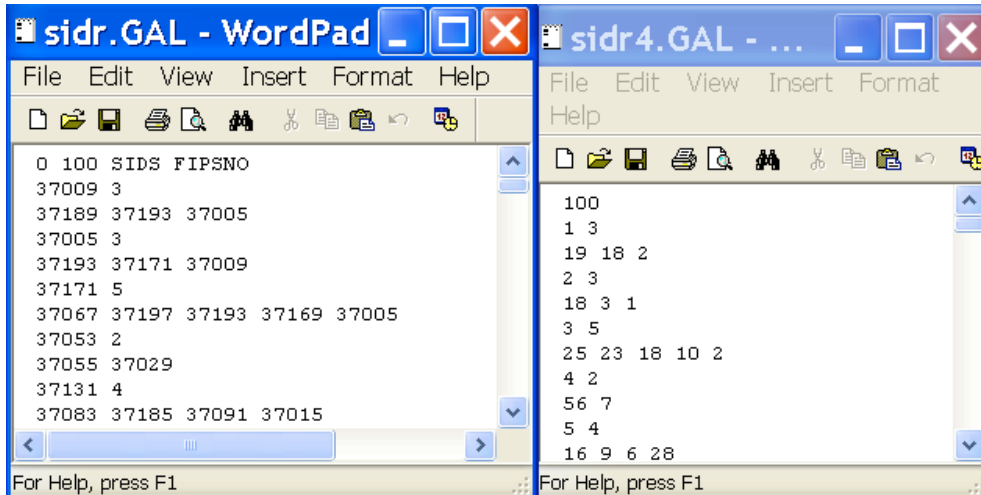 sidr.GAL - WordPad
File Edit View Insert Format Help
0 100 SIDS FIPSNO
37009 3
37189 37193 37005
37005 3
37193 37171 37009
37171 5
37067 37197 37193 37169 37005
37053 2
37055 37029
37131 4
37083 37185 37091 37015
For Help, press F1
sidr4.GAL - ...
File Edit View Insert Format
Help
100
1 3
19 18 2
2 3
18 3 1
3 5
25 23 18 10 2
4 2
56 7
5 4
16 9 6 28
For Help, press F1